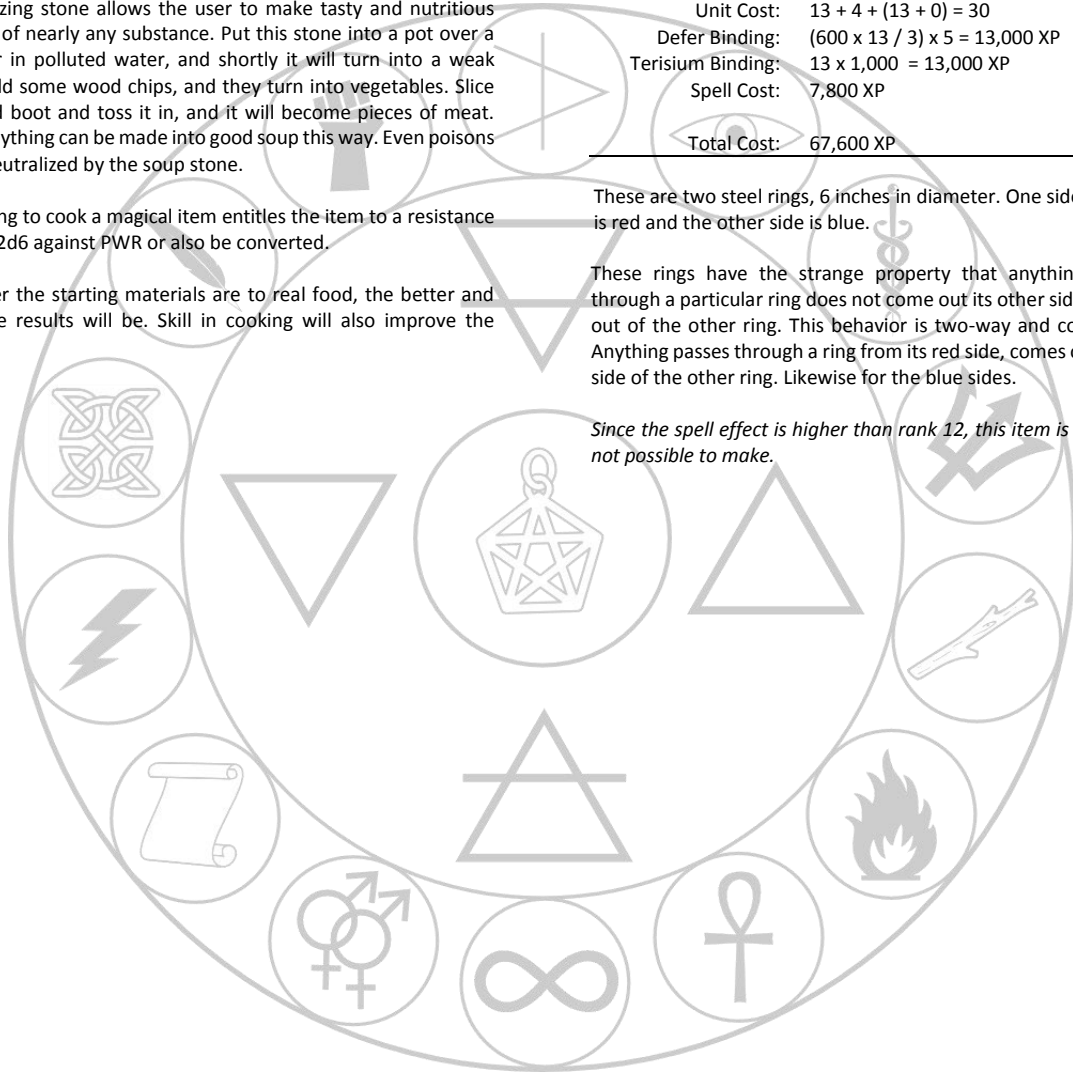 zing stone allows the user to make tasty and nutritious
of nearly any substance. Put this stone into a pot over a
in polluted water, and shortly it will turn into a weak
some wood chips, and they turn into vegetables. Slice
boot and toss it in, and it will become pieces of meat.
ything can be made into good soup this way. Even poisons
eutralized by the soup stone.
ng to cook a magical item entitles the item to a resistance
2d6 against PWR or also be converted.
er the starting materials are to real food, the better and
e results will be. Skill in cooking will also improve the
Unit Cost: 13 + 4 + (13 + 0) = 30
Defer Binding: (600 x 13 / 3) x 5 = 13,000 XP
Terisium Binding: 13 x 1,000 = 13,000 XP
Spell Cost: 7,800 XP
Total Cost: 67,600 XP
These are two steel rings, 6 inches in diameter. One side
is red and the other side is blue.
These rings have the strange property that anythin
through a particular ring does not come out its other sid
out of the other ring. This behavior is two-way and co
Anything passes through a ring from its red side, comes
side of the other ring. Likewise for the blue sides.
Since the spell effect is higher than rank 12, this item is
not possible to make.